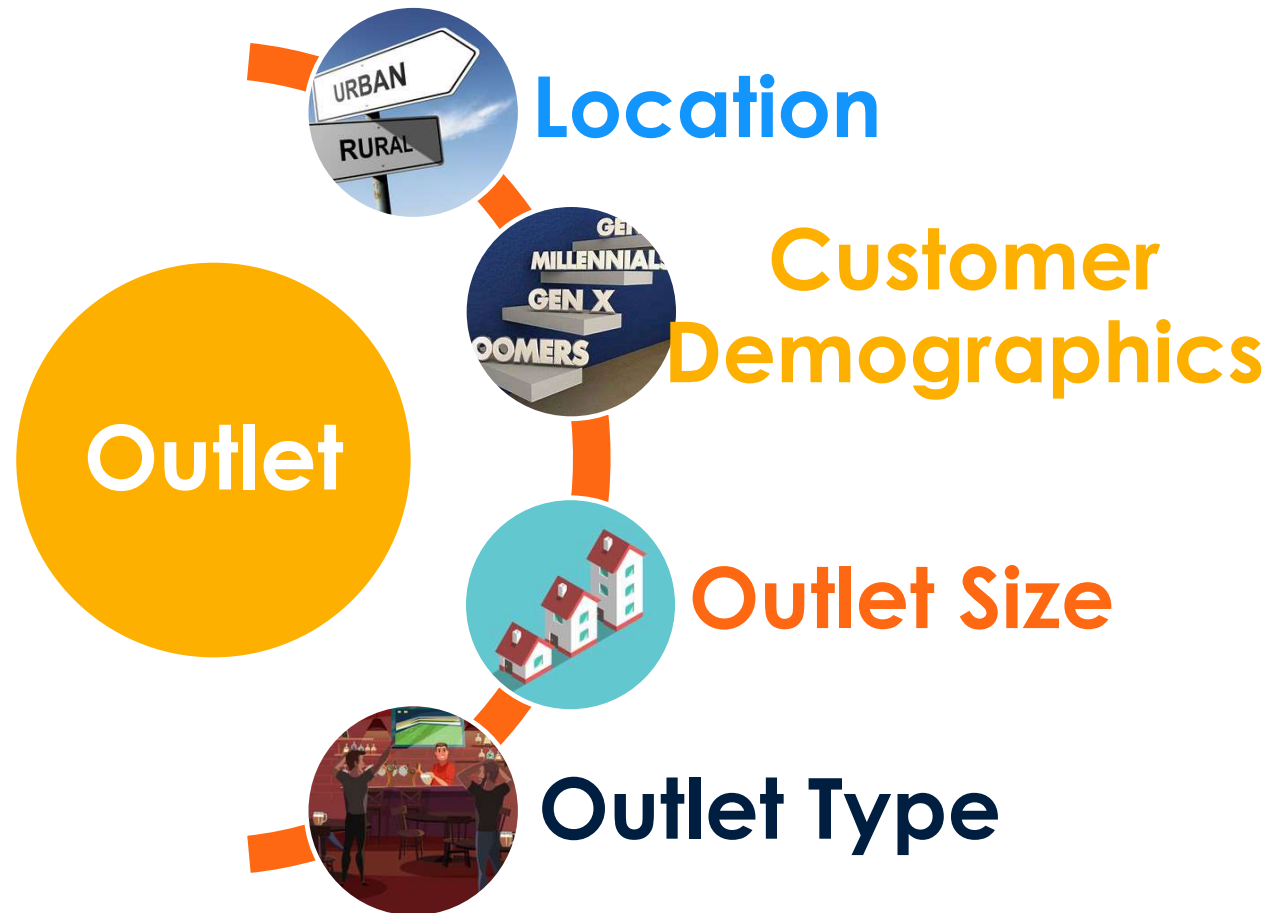 Outlet
URBAN
RURAL
Location
MILLENNIALS
GEN X
OOMERS
Customer
Demographics
Outlet Size
Outlet Type